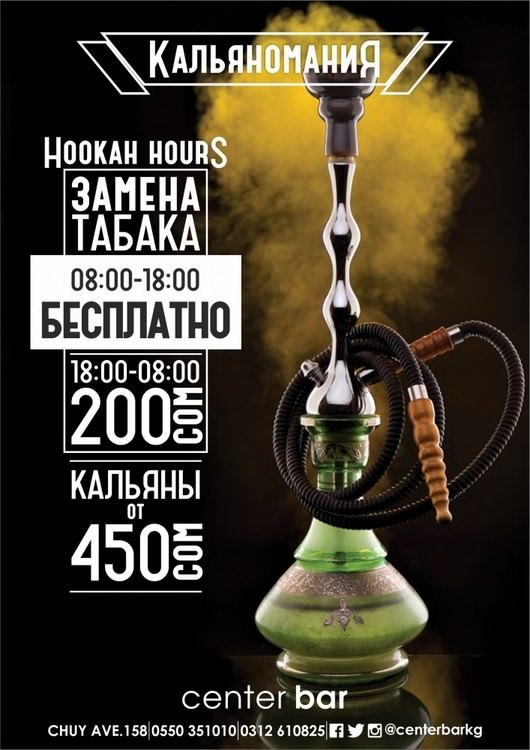 КАЛЬЯНОМАНИЯ
HOOKAH HOURS
ЗАМЕНА
ТАБАКА
08:00-18:00
БЕСПЛАТНО
18:00-08:00
200 СОМ
КАЛЬЯНЫ
ОТ
450 СОМ
center bar
CHUY AVE.158|0550 351010|0312 610825|@centerbarkg